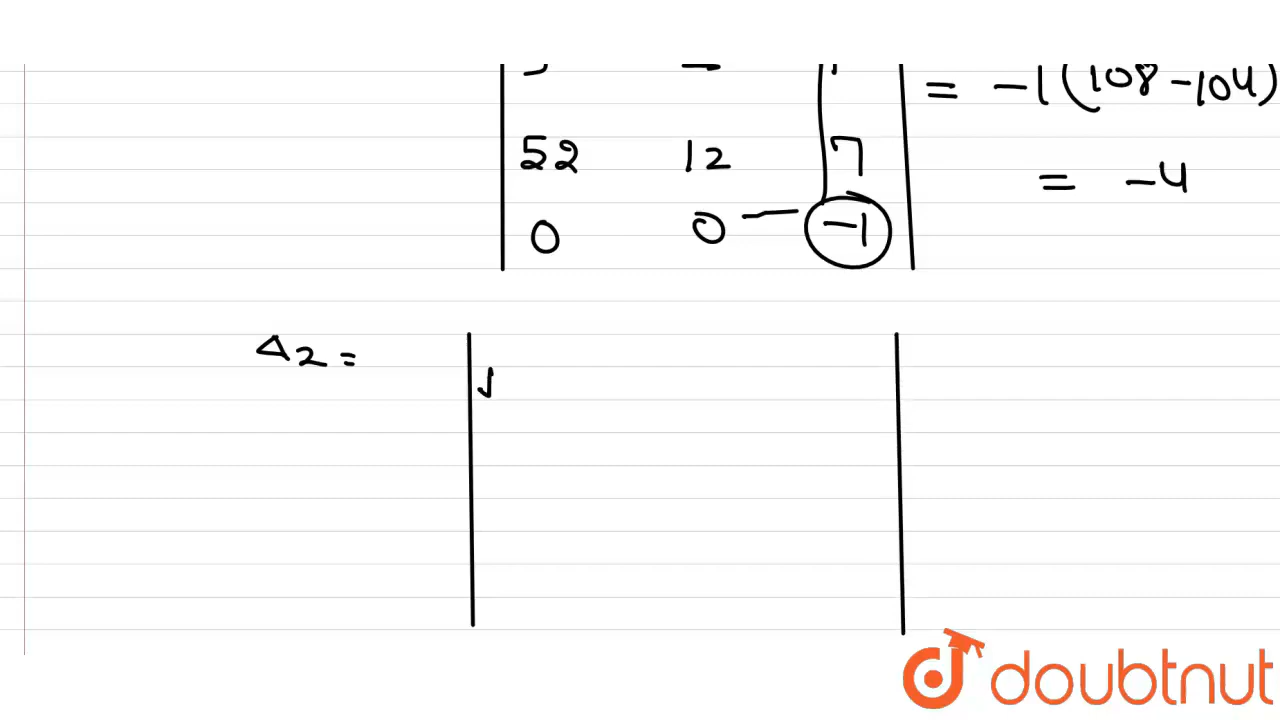 = -1(108-104)
52 12 7
= -4
0 0 -1
Δ2 =
doubtnut